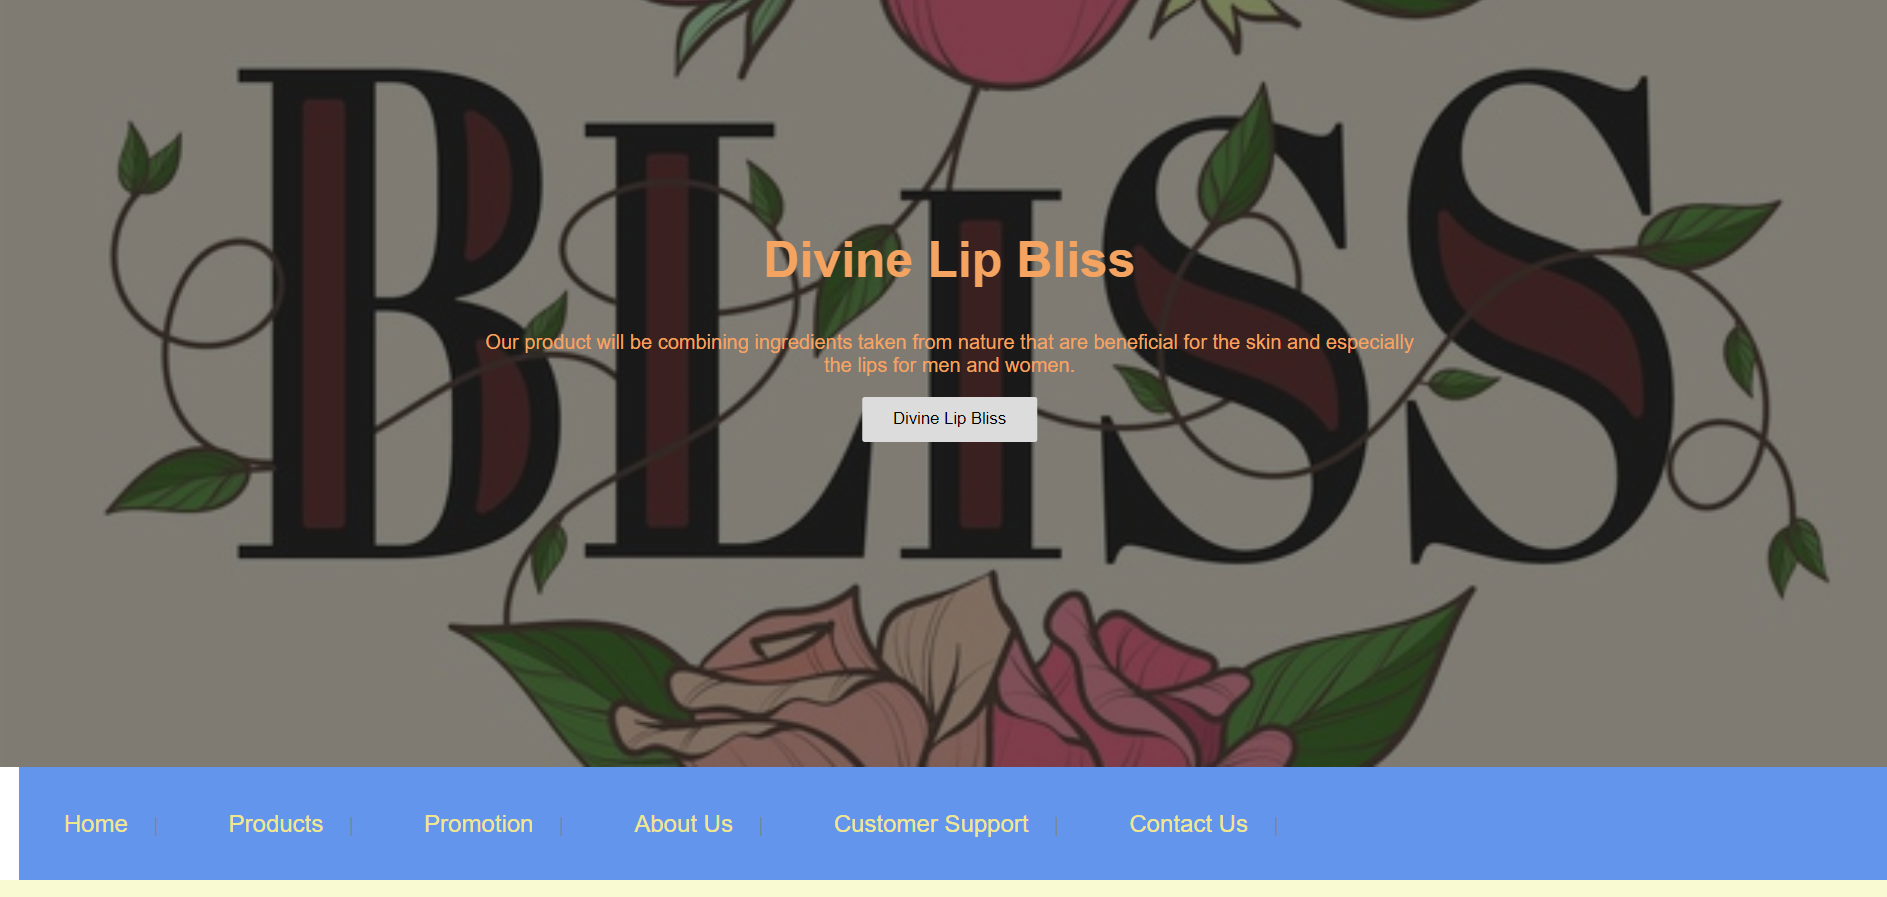 BLISS
Divine Lip Bliss
Our product will be combining ingredients taken from nature that are beneficial for the skin and especially
the lips for men and women.
Divine Lip Bliss
Home | Products | Promotion | About Us | Customer Support | Contact Us |